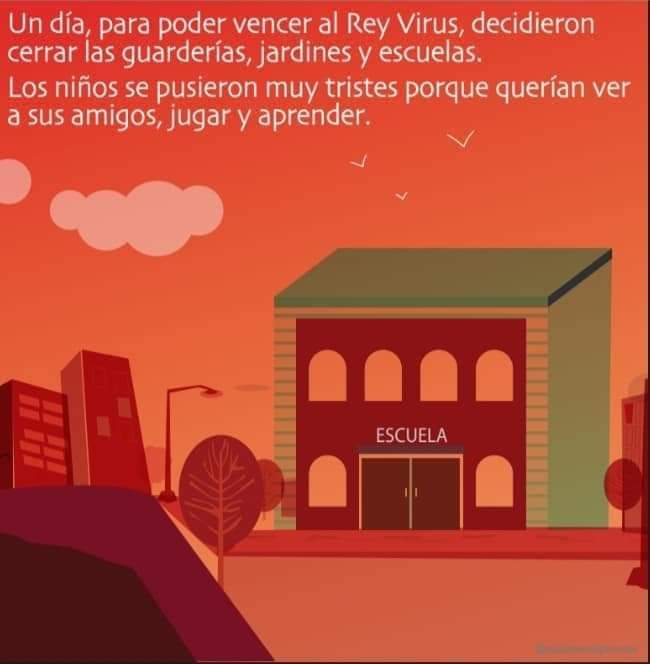 Un día, para poder vencer al Rey Virus, decidieron
cerrar las guarderías, jardines y escuelas.
Los niños se pusieron muy tristes porque querían ver
a sus amigos, jugar y aprender.
ESCUELA